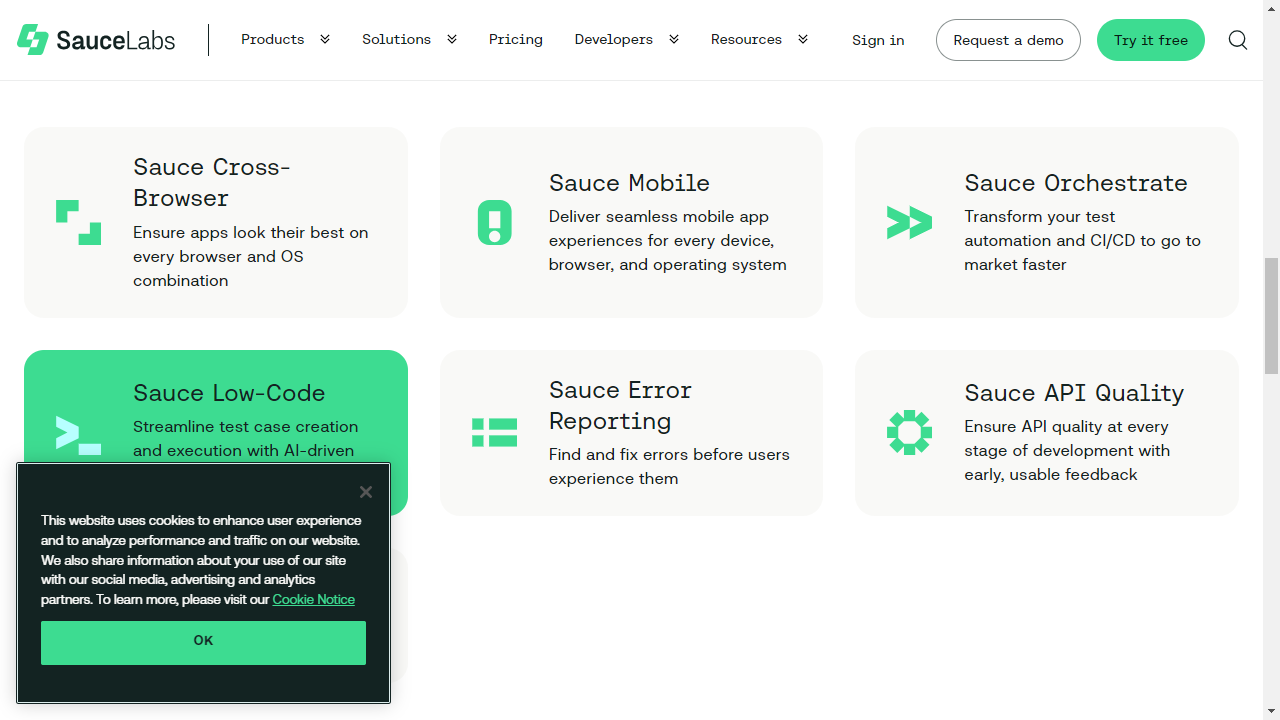 SauceLabs
Products
Solutions
Pricing
Developers
Resources
Sign in
Request a demo
Try it free
Sauce Cross-
Browser
Ensure apps look their best on
every browser and OS
combination
Sauce Mobile
Deliver seamless mobile app
experiences for every device,
browser, and operating system
Sauce Orchestrate
Transform your test
automation and CI/CD to go to
market faster
Sauce Low-Code
Streamline test case creation
and execution with AI-driven
Sauce Error
Reporting
Find and fix errors before users
experience them
Sauce API Quality
Ensure API quality at every
stage of development with
early, usable feedback
This website uses cookies to enhance user experience
and to analyze performance and traffic on our website.
We also share information about your use of our site
with our social media, advertising and analytics
partners. To learn more, please visit our Cookie Notice
OK